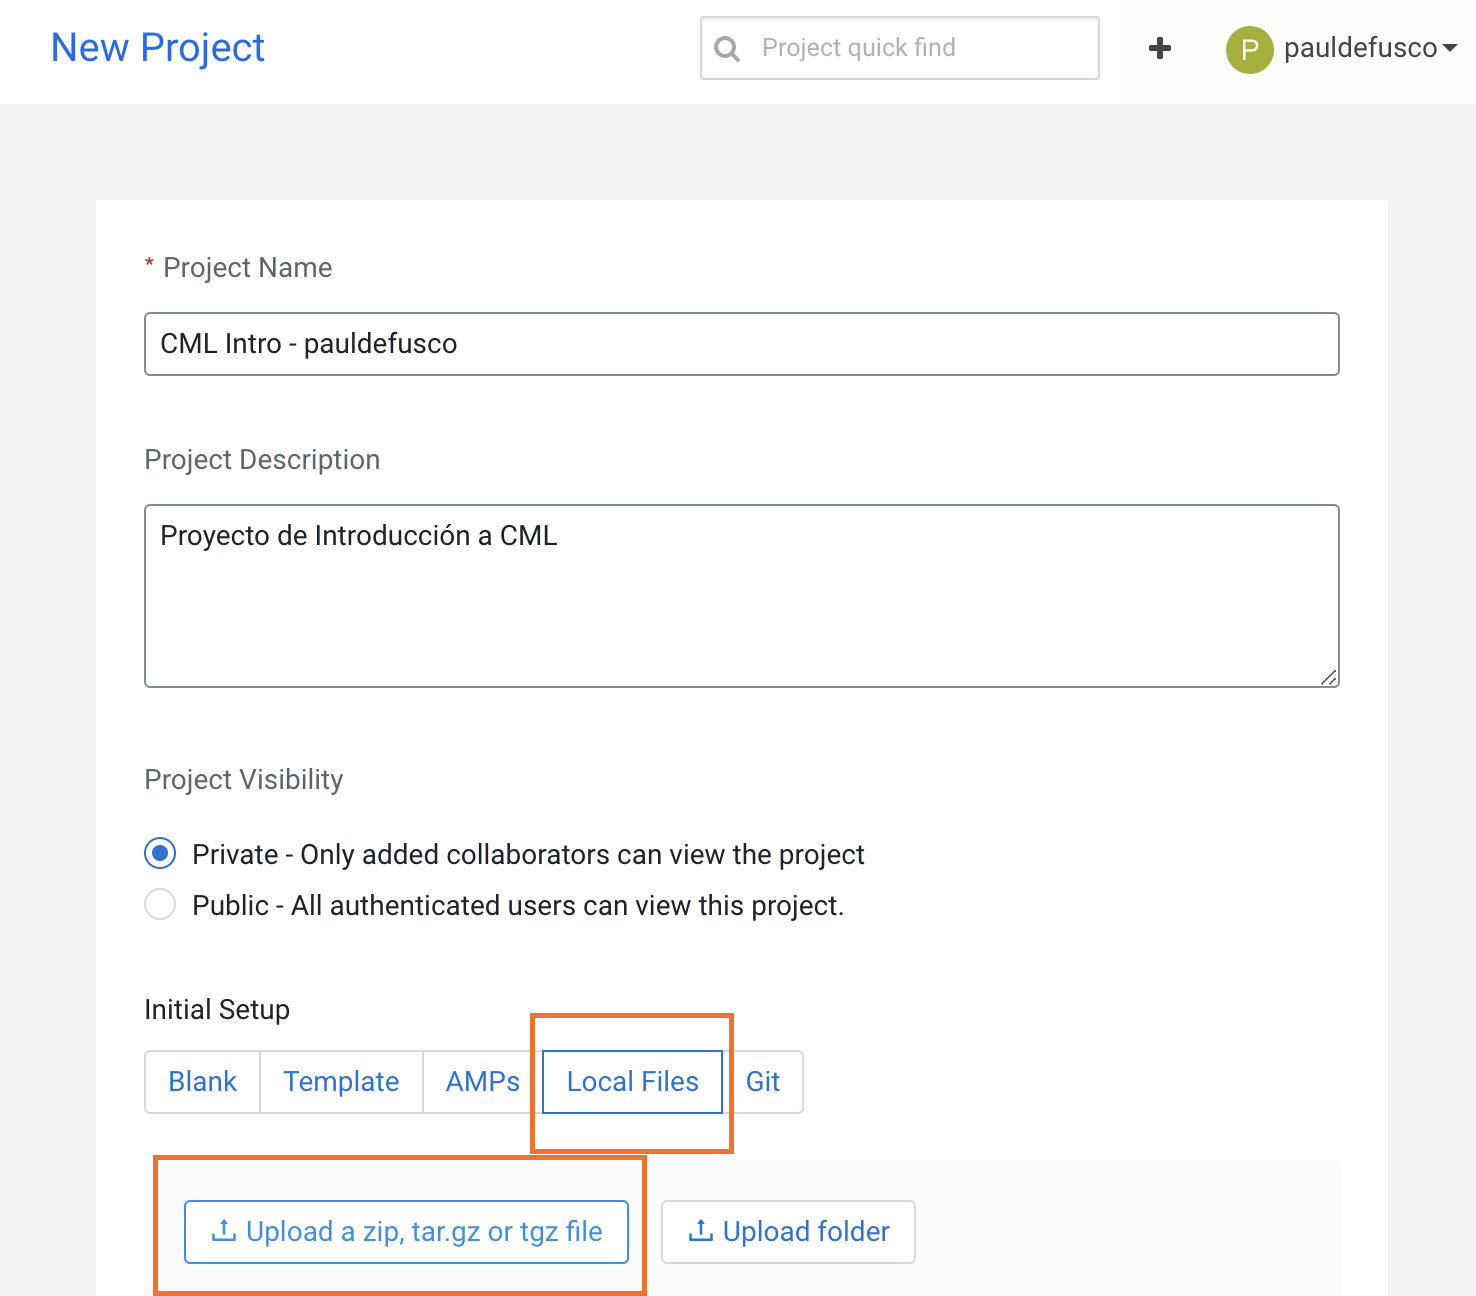 New Project
Project quick find
P pauldefusco
* Project Name
CML Intro - pauldefusco
Project Description
Proyecto de Introducción a CML
Project Visibility
Private - Only added collaborators can view the project
Public - All authenticated users can view this project.
Initial Setup
Blank Template AMPs Local Files Git
Upload a zip, tar.gz or tgz file Upload folder